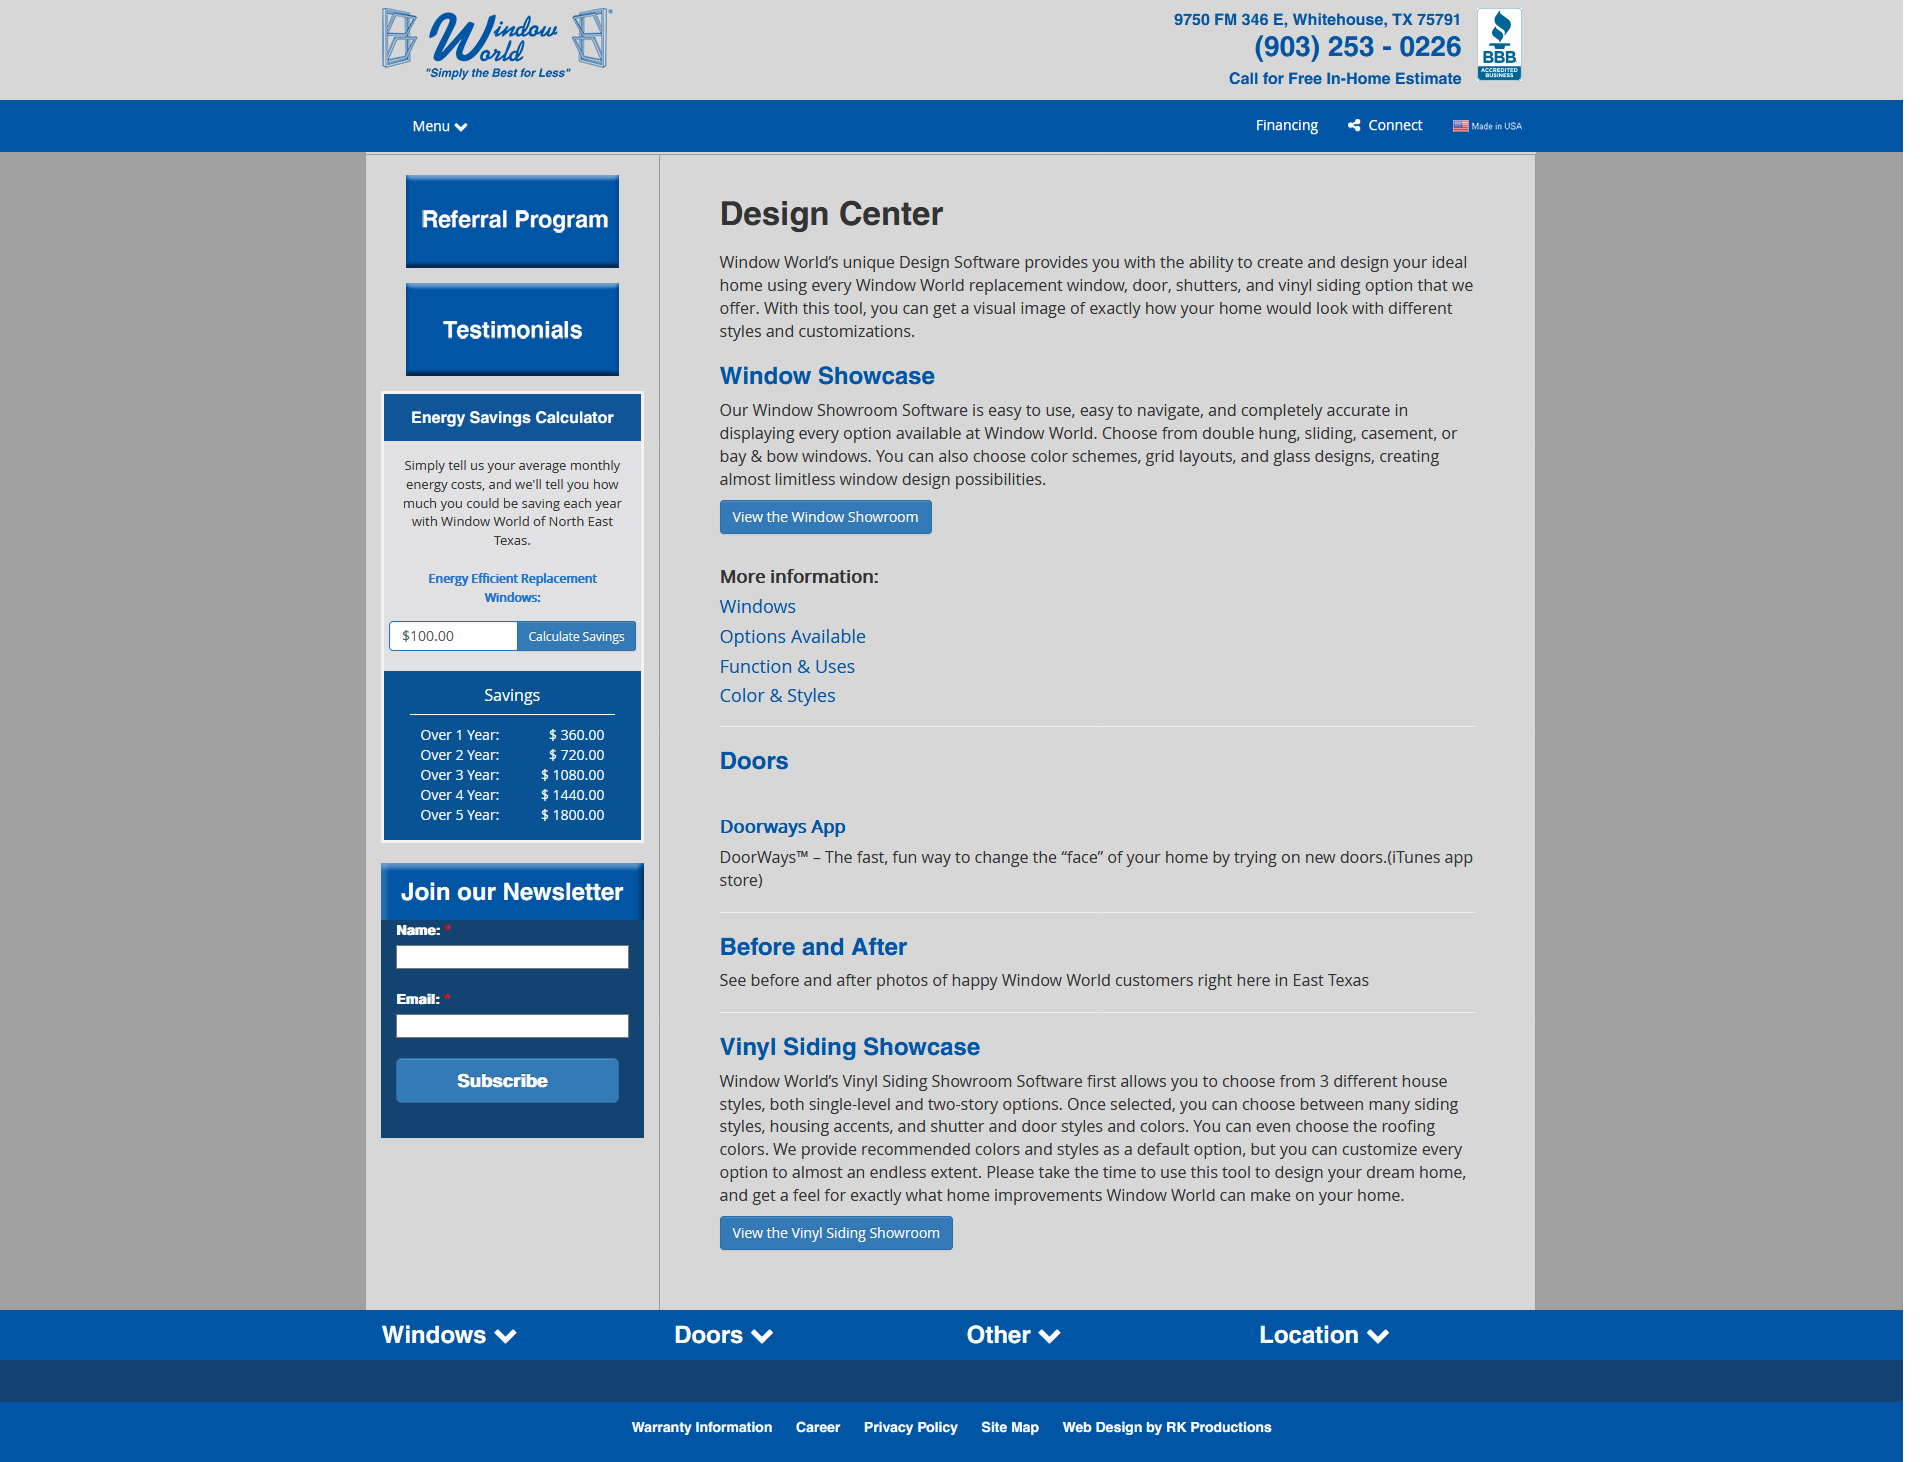 Window World
"Simply the Best for Less"
9750 FM 346 E, Whitehouse, TX 75791
(903) 253 - 0226
Call for Free In-Home Estimate
BBB
ACCREDITED BUSINESS
Menu
Financing
Connect
Made in USA
Referral Program
Testimonials
Energy Savings Calculator
Simply tell us your average monthly
energy costs, and we'll tell you how
much you could be saving each year
with Window World of North East
Texas.
Energy Efficient Replacement
Windows:
$100.00
Calculate Savings
Savings
Over 1 Year: $ 360.00
Over 2 Year: $ 720.00
Over 3 Year: $ 1080.00
Over 4 Year: $ 1440.00
Over 5 Year: $ 1800.00
Join our Newsletter
Name: *
Email: *
Subscribe
Design Center
Window World’s unique Design Software provides you with the ability to create and design your ideal
home using every Window World replacement window, door, shutters, and vinyl siding option that we
offer. With this tool, you can get a visual image of exactly how your home would look with different
styles and customizations.
Window Showcase
Our Window Showroom Software is easy to use, easy to navigate, and completely accurate in
displaying every option available at Window World. Choose from double hung, sliding, casement, or
bay & bow windows. You can also choose color schemes, grid layouts, and glass designs, creating
almost limitless window design possibilities.
View the Window Showroom
More information:
Windows
Options Available
Function & Uses
Color & Styles
Doors
Doorways App
DoorWays™ – The fast, fun way to change the “face” of your home by trying on new doors.(iTunes app
store)
Before and After
See before and after photos of happy Window World customers right here in East Texas
Vinyl Siding Showcase
Window World’s Vinyl Siding Showroom Software first allows you to choose from 3 different house
styles, both single-level and two-story options. Once selected, you can choose between many siding
styles, housing accents, and shutter and door styles and colors. You can even choose the roofing
colors. We provide recommended colors and styles as a default option, but you can customize every
option to almost an endless extent. Please take the time to use this tool to design your dream home,
and get a feel for exactly what home improvements Window World can make on your home.
View the Vinyl Siding Showroom
Windows
Doors
Other
Location
Warranty Information
Career
Privacy Policy
Site Map
Web Design by RK Productions